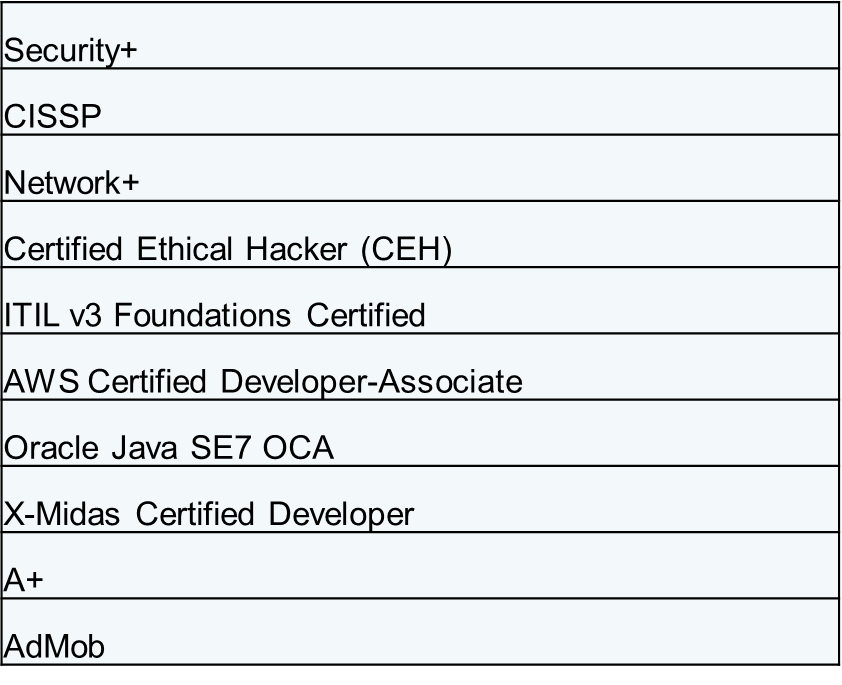 Security+
CISSP
Network+
Certified Ethical Hacker (CEH)
ITIL v3 Foundations Certified
AWS Certified Developer-Associate
Oracle Java SE7 OCA
X-Midas Certified Developer
A+
AdMob